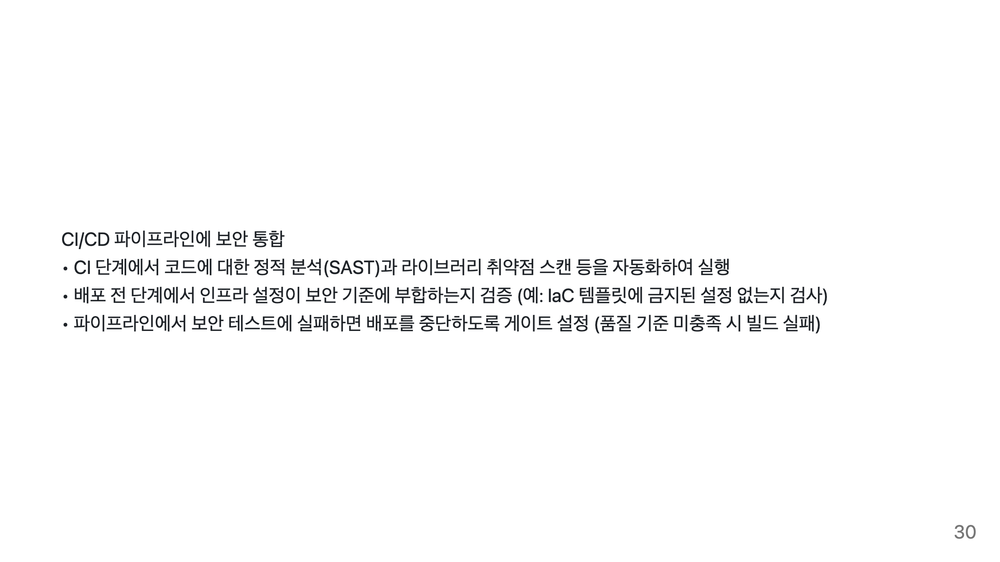 CI/CD 파이프라인에 보안 통합
• CI 단계에서 코드에 대한 정적 분석(SAST)과 라이브러리 취약점 스캔 등을 자동화하여 실행
• 배포 전 단계에서 인프라 설정이 보안 기준에 부합하는지 검증 (예: IaC 템플릿에 금지된 설정 없는지 검사)
• 파이프라인에서 보안 테스트에 실패하면 배포를 중단하도록 게이트 설정 (품질 기준 미충족 시 빌드 실패)
30